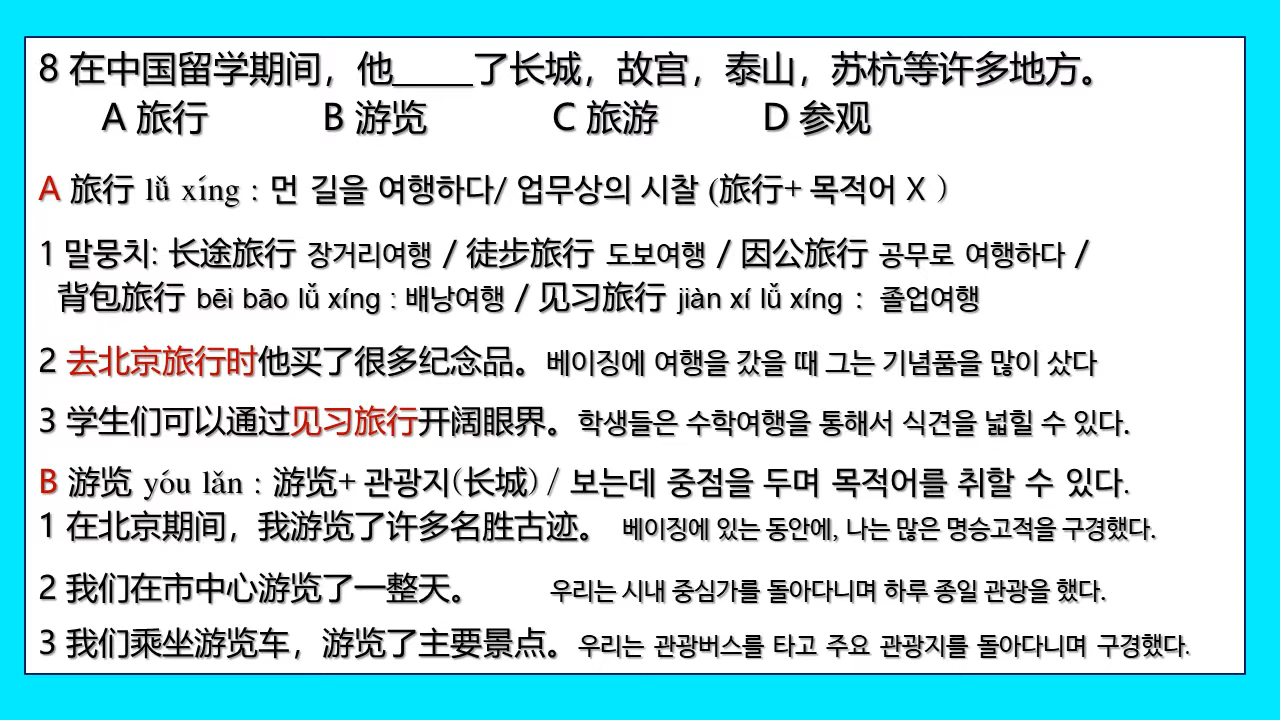 8 在中国留学期间，他_____了长城，故宫，泰山，苏杭等许多地方。
A 旅行 B 游览 C 旅游 D 参观
A 旅行 lǚ xíng : 먼 길을 여행하다/ 업무상의 시찰 (旅行+ 목적어 X )
1 말뭉치: 长途旅行 장거리여행 / 徒步旅行 도보여행 / 因公旅行 공무로 여행하다 /
背包旅行 bēi bāo lǚ xíng : 배낭여행 / 见习旅行 jiàn xí lǚ xíng : 졸업여행
2 去北京旅行时他买了很多纪念品。베이징에 여행을 갔을 때 그는 기념품을 많이 샀다
3 学生们可以通过见习旅行开阔眼界。학생들은 수학여행을 통해서 식견을 넓힐 수 있다.
B 游览 yóu lǎn : 游览+ 관광지(长城) / 보는데 중점을 두며 목적어를 취할 수 있다.
1 在北京期间，我游览了许多名胜古迹。 베이징에 있는 동안에, 나는 많은 명승고적을 구경했다.
2 我们在市中心游览了一整天。 우리는 시내 중심가를 돌아다니며 하루 종일 관광을 했다.
3 我们乘坐游览车，游览了主要景点。우리는 관광버스를 타고 주요 관광지를 돌아다니며 구경했다.